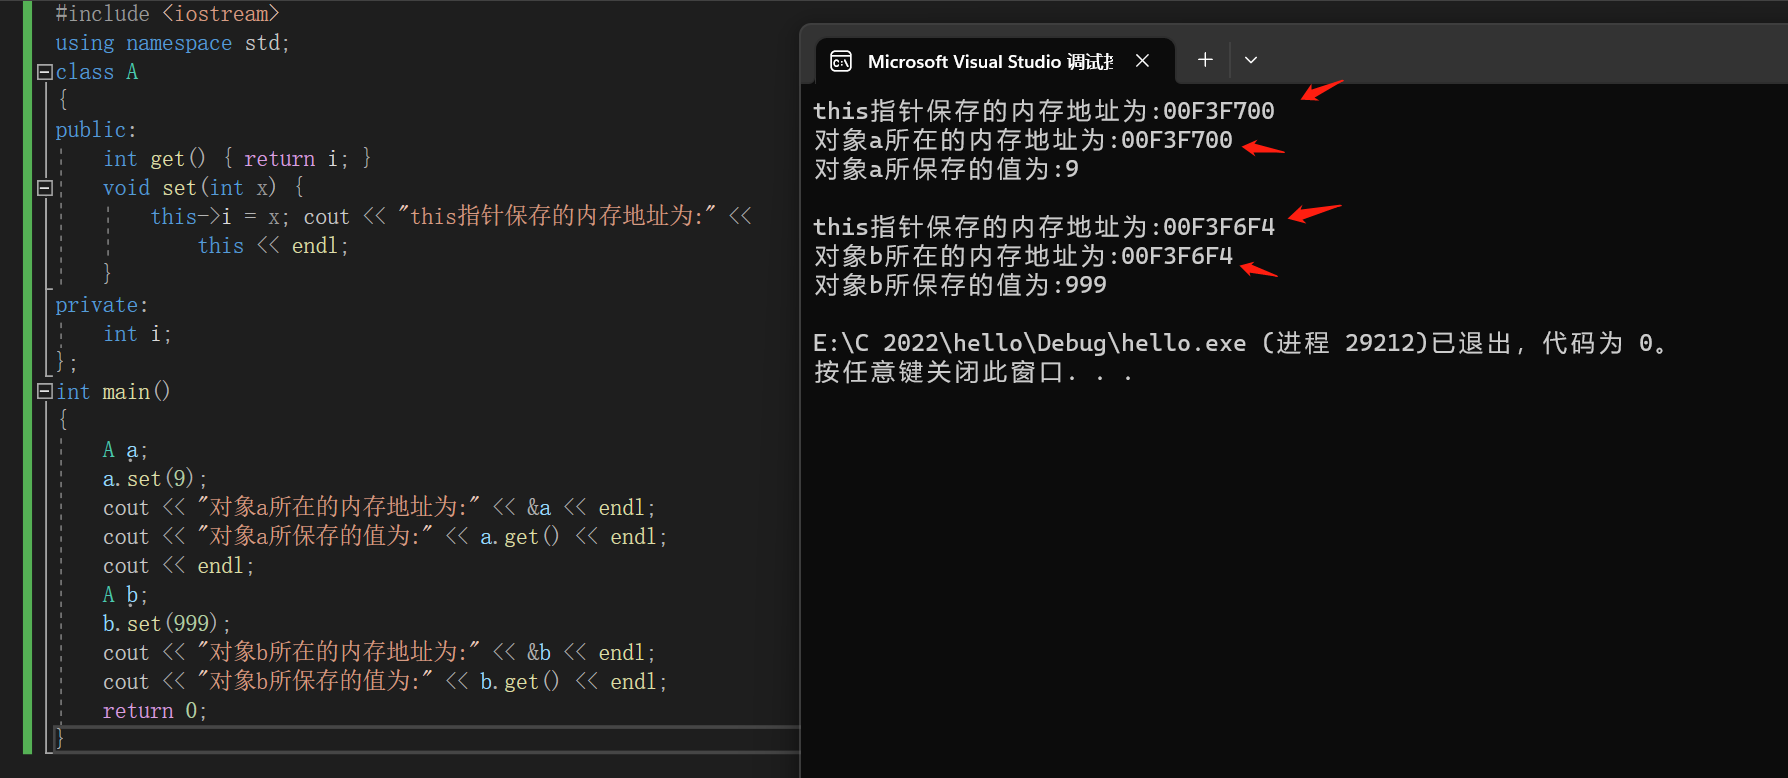 #include <iostream>
using namespace std;
class A
{
public:
int get() { return i; }
void set(int x) {
this->i = x; cout << "this指针保存的内存地址为:" <<
this << endl;
}
private:
int i;
};
int main()
{
A a;
a.set(9);
cout << "对象a所在的内存地址为:" << &a << endl;
cout << "对象a所保存的值为:" << a.get() << endl;
cout << endl;
A b;
b.set(999);
cout << "对象b所在的内存地址为:" << &b << endl;
cout << "对象b所保存的值为:" << b.get() << endl;
return 0;
}
Microsoft Visual Studio 调试
this指针保存的内存地址为:00F3F700
对象a所在的内存地址为:00F3F700
对象a所保存的值为:9
this指针保存的内存地址为:00F3F6F4
对象b所在的内存地址为:00F3F6F4
对象b所保存的值为:999
E:\C 2022\hello\Debug\hello.exe (进程 29212)已退出，代码为 0。
按任意键关闭此窗口. . .